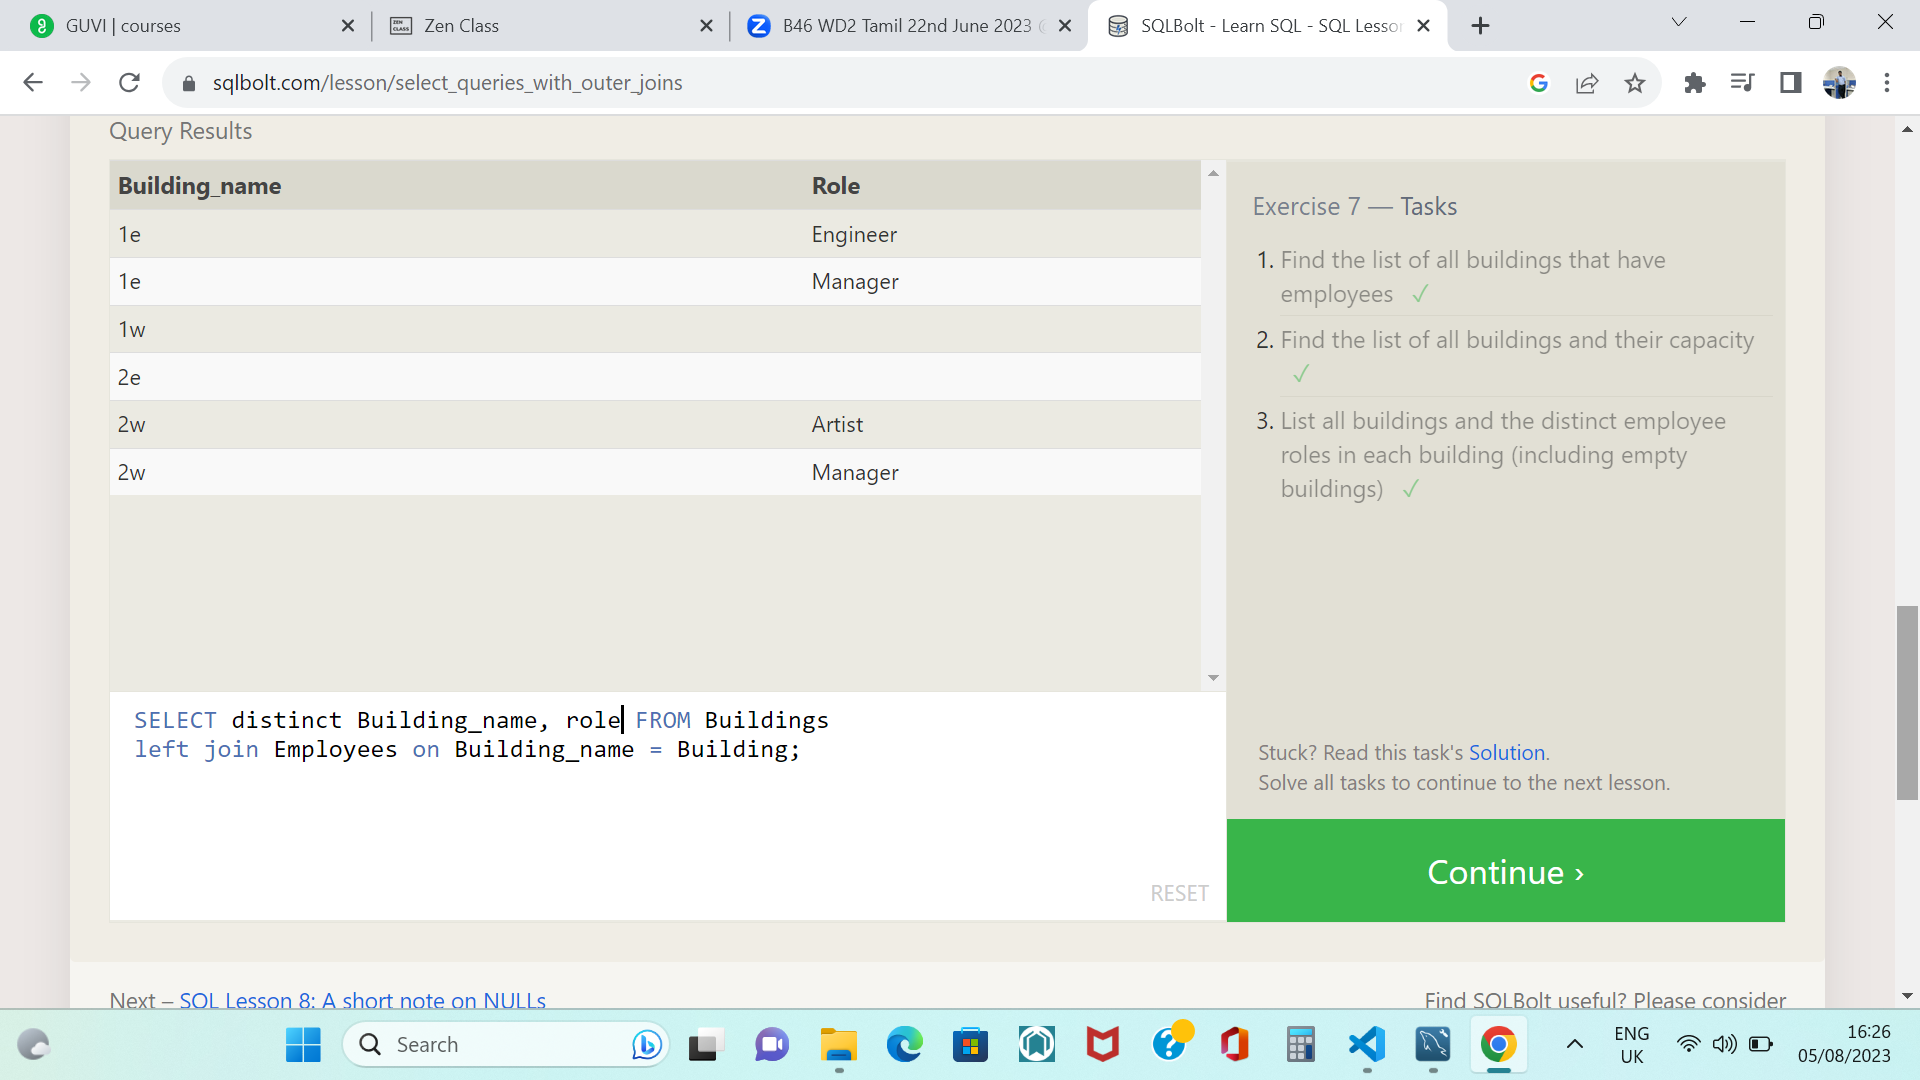 GUVI | courses
Zen Class
B46 WD2 Tamil 22nd June 2023
SQLBolt - Learn SQL - SQL Lesson
sqlbolt.com/lesson/select_queries_with_outer_joins
Query Results
Building_name Role
1e Engineer
1e Manager
1w
2e
2w Artist
2w Manager
SELECT distinct Building_name, role FROM Buildings
left join Employees on Building_name = Building;
RESET
Exercise 7 — Tasks
1. Find the list of all buildings that have
employees ✓
2. Find the list of all buildings and their capacity
✓
3. List all buildings and the distinct employee
roles in each building (including empty
buildings) ✓
Stuck? Read this task's Solution.
Solve all tasks to continue to the next lesson.
Continue ›
Next – SQL Lesson 8: A short note on NULLs
Find SQLBolt useful? Please consider
Search
ENG
UK
16:26
05/08/2023